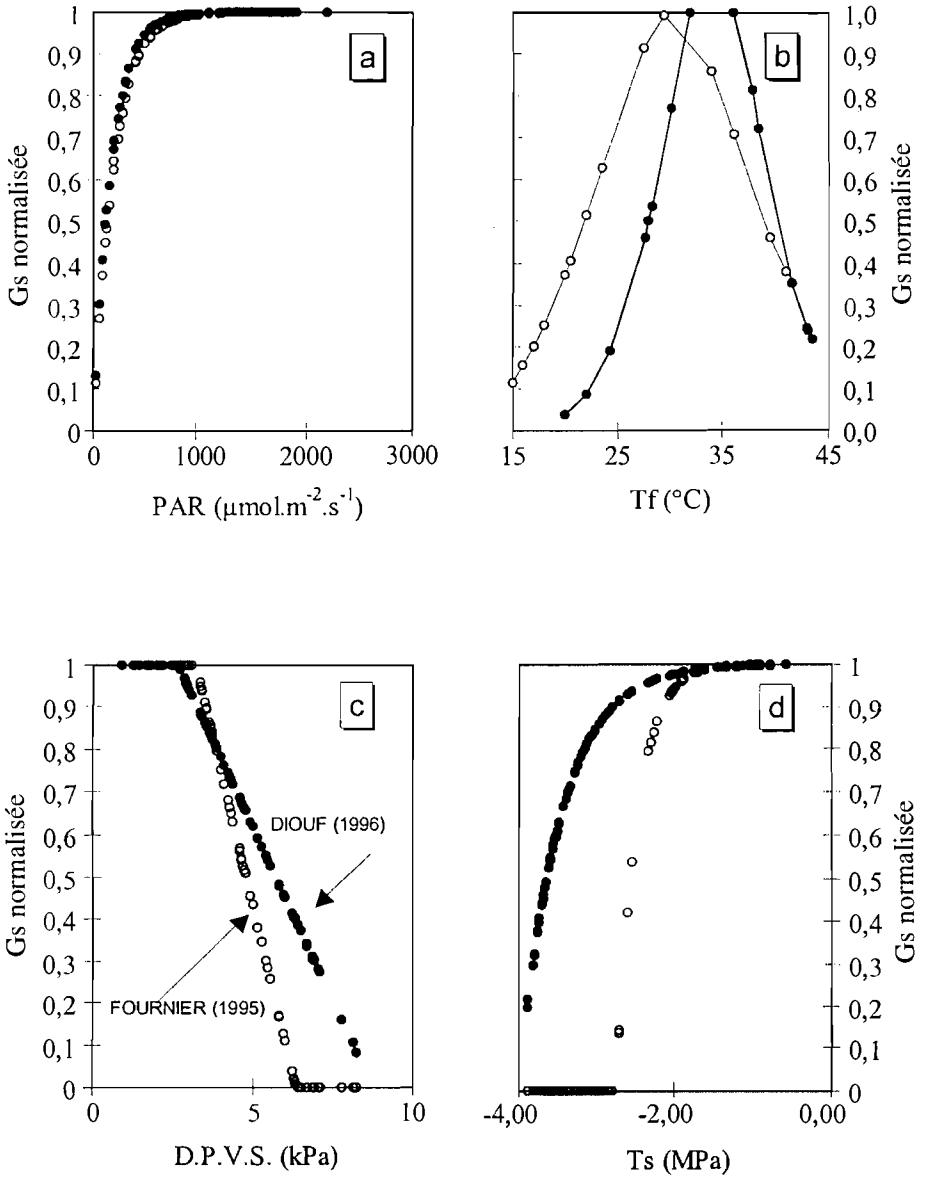 1
0,9
0,8
0,7
0,6
0,5
0,4
0,3
0,2
0,1
0
Gs normalisée
a
0 1000 2000 3000
PAR (µmol.m⁻².s⁻¹)
b
1,0
0,9
0,8
0,7
0,6
0,5
0,4
0,3
0,2
0,1
0,0
Gs normalisée
15 25 35 45
Tf (°C)
1
0,9
0,8
0,7
0,6
0,5
0,4
0,3
0,2
0,1
0
Gs normalisée
c
DIOUF (1996)
FOURNIER (1995)
0 5 10
D.P.V.S. (kPa)
d
1
0,9
0,8
0,7
0,6
0,5
0,4
0,3
0,2
0,1
0
Gs normalisée
-4,00 -2,00 0,00
Ts (MPa)